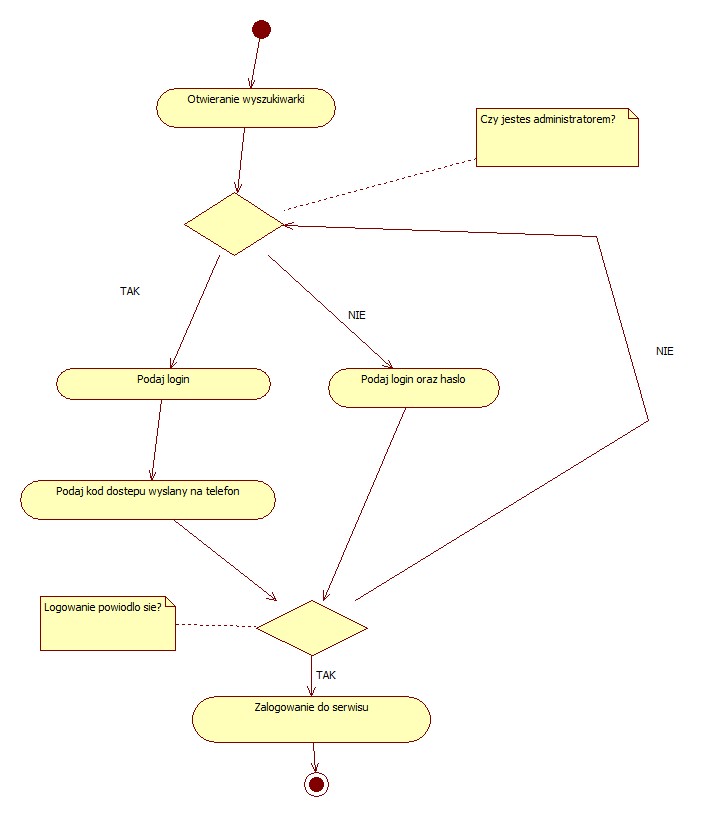 Otwieranie wyszukiwarki
Czy jestes administratorem?
TAK
NIE
NIE
Podaj login
Podaj login oraz haslo
Podaj kod dostepu wyslany na telefon
Logowanie powiodlo sie?
TAK
Zalogowanie do serwisu